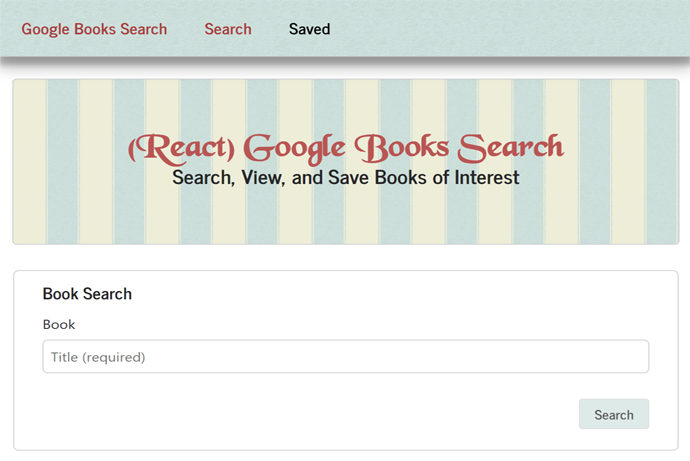 Google Books Search Search Saved
(React) Google Books Search
Search, View, and Save Books of Interest
Book Search
Book
Title (required)
Search